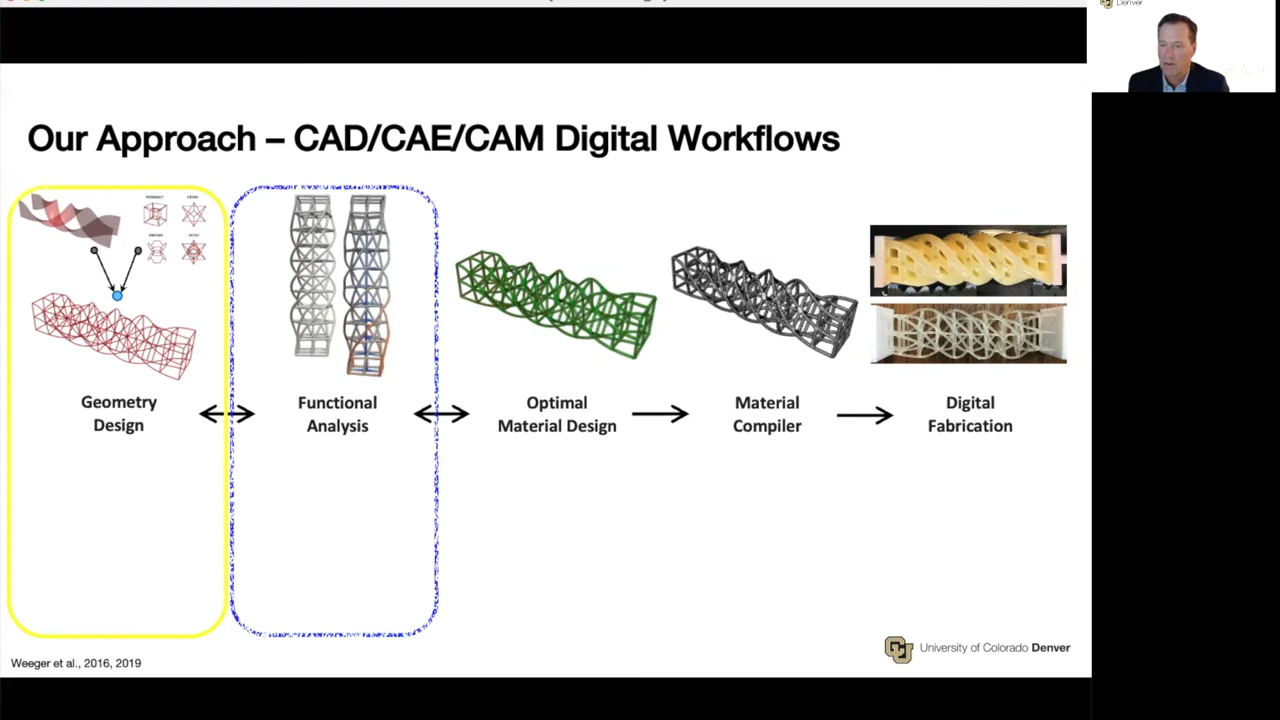 Denver
Our Approach – CAD/CAE/CAM Digital Workflows
Geometry
Design
Functional
Analysis
Optimal
Material Design
Material
Compiler
Digital
Fabrication
University of Colorado Denver
Weeger et al., 2016, 2019